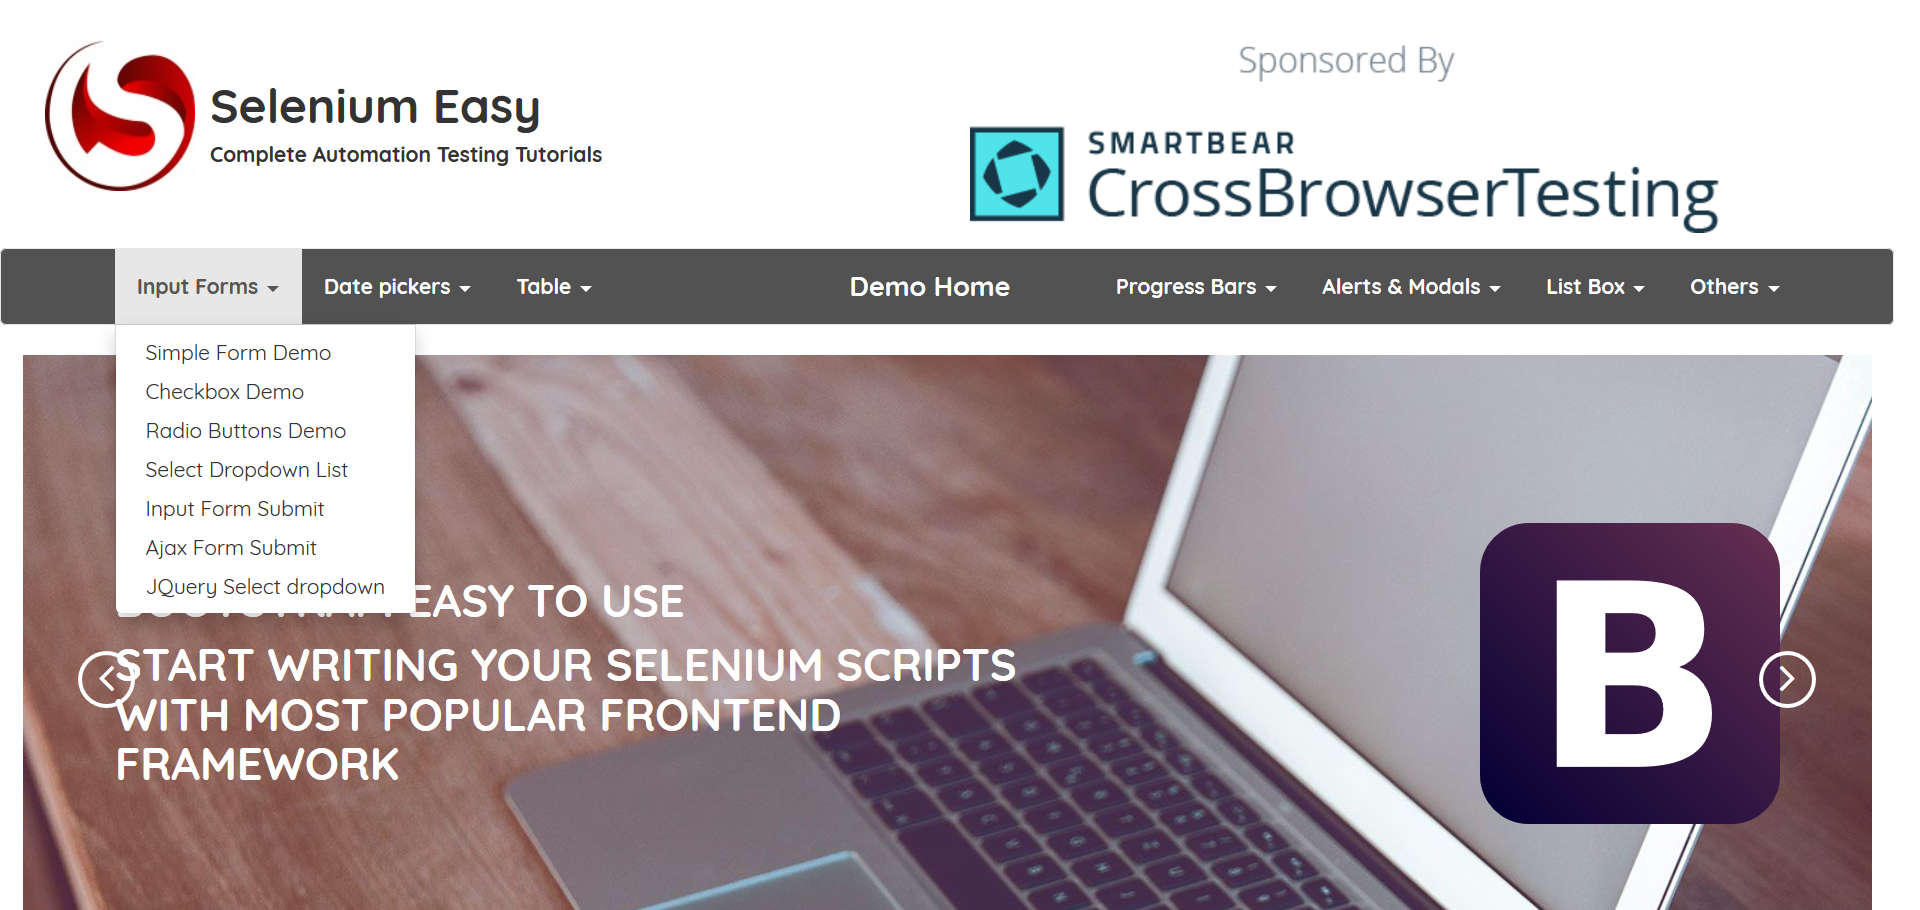 Sponsored By
Selenium Easy
Complete Automation Testing Tutorials
SMARTBEAR
CrossBrowserTesting
Input Forms Date pickers Table Demo Home Progress Bars Alerts & Modals List Box Others
Simple Form Demo
Checkbox Demo
Radio Buttons Demo
Select Dropdown List
Input Form Submit
Ajax Form Submit
JQuery Select dropdown
EASY TO USE
START WRITING YOUR SELENIUM SCRIPTS
WITH MOST POPULAR FRONTEND
FRAMEWORK
B